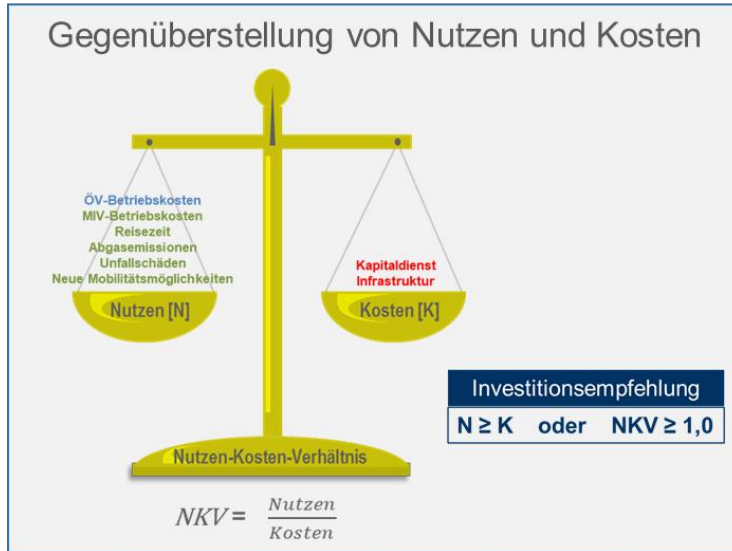 Gegenüberstellung von Nutzen und Kosten
ÖV-Betriebskosten
MIV-Betriebskosten
Reisezeit
Abgasemissionen
Unfallschäden
Neue Mobilitätsmöglichkeiten
Nutzen [N]
Kapitaldienst
Infrastruktur
Kosten [K]
Investitionsempfehlung
N ≥ K oder NKV ≥ 1,0
Nutzen-Kosten-Verhältnis
NKV = Nutzen
Kosten